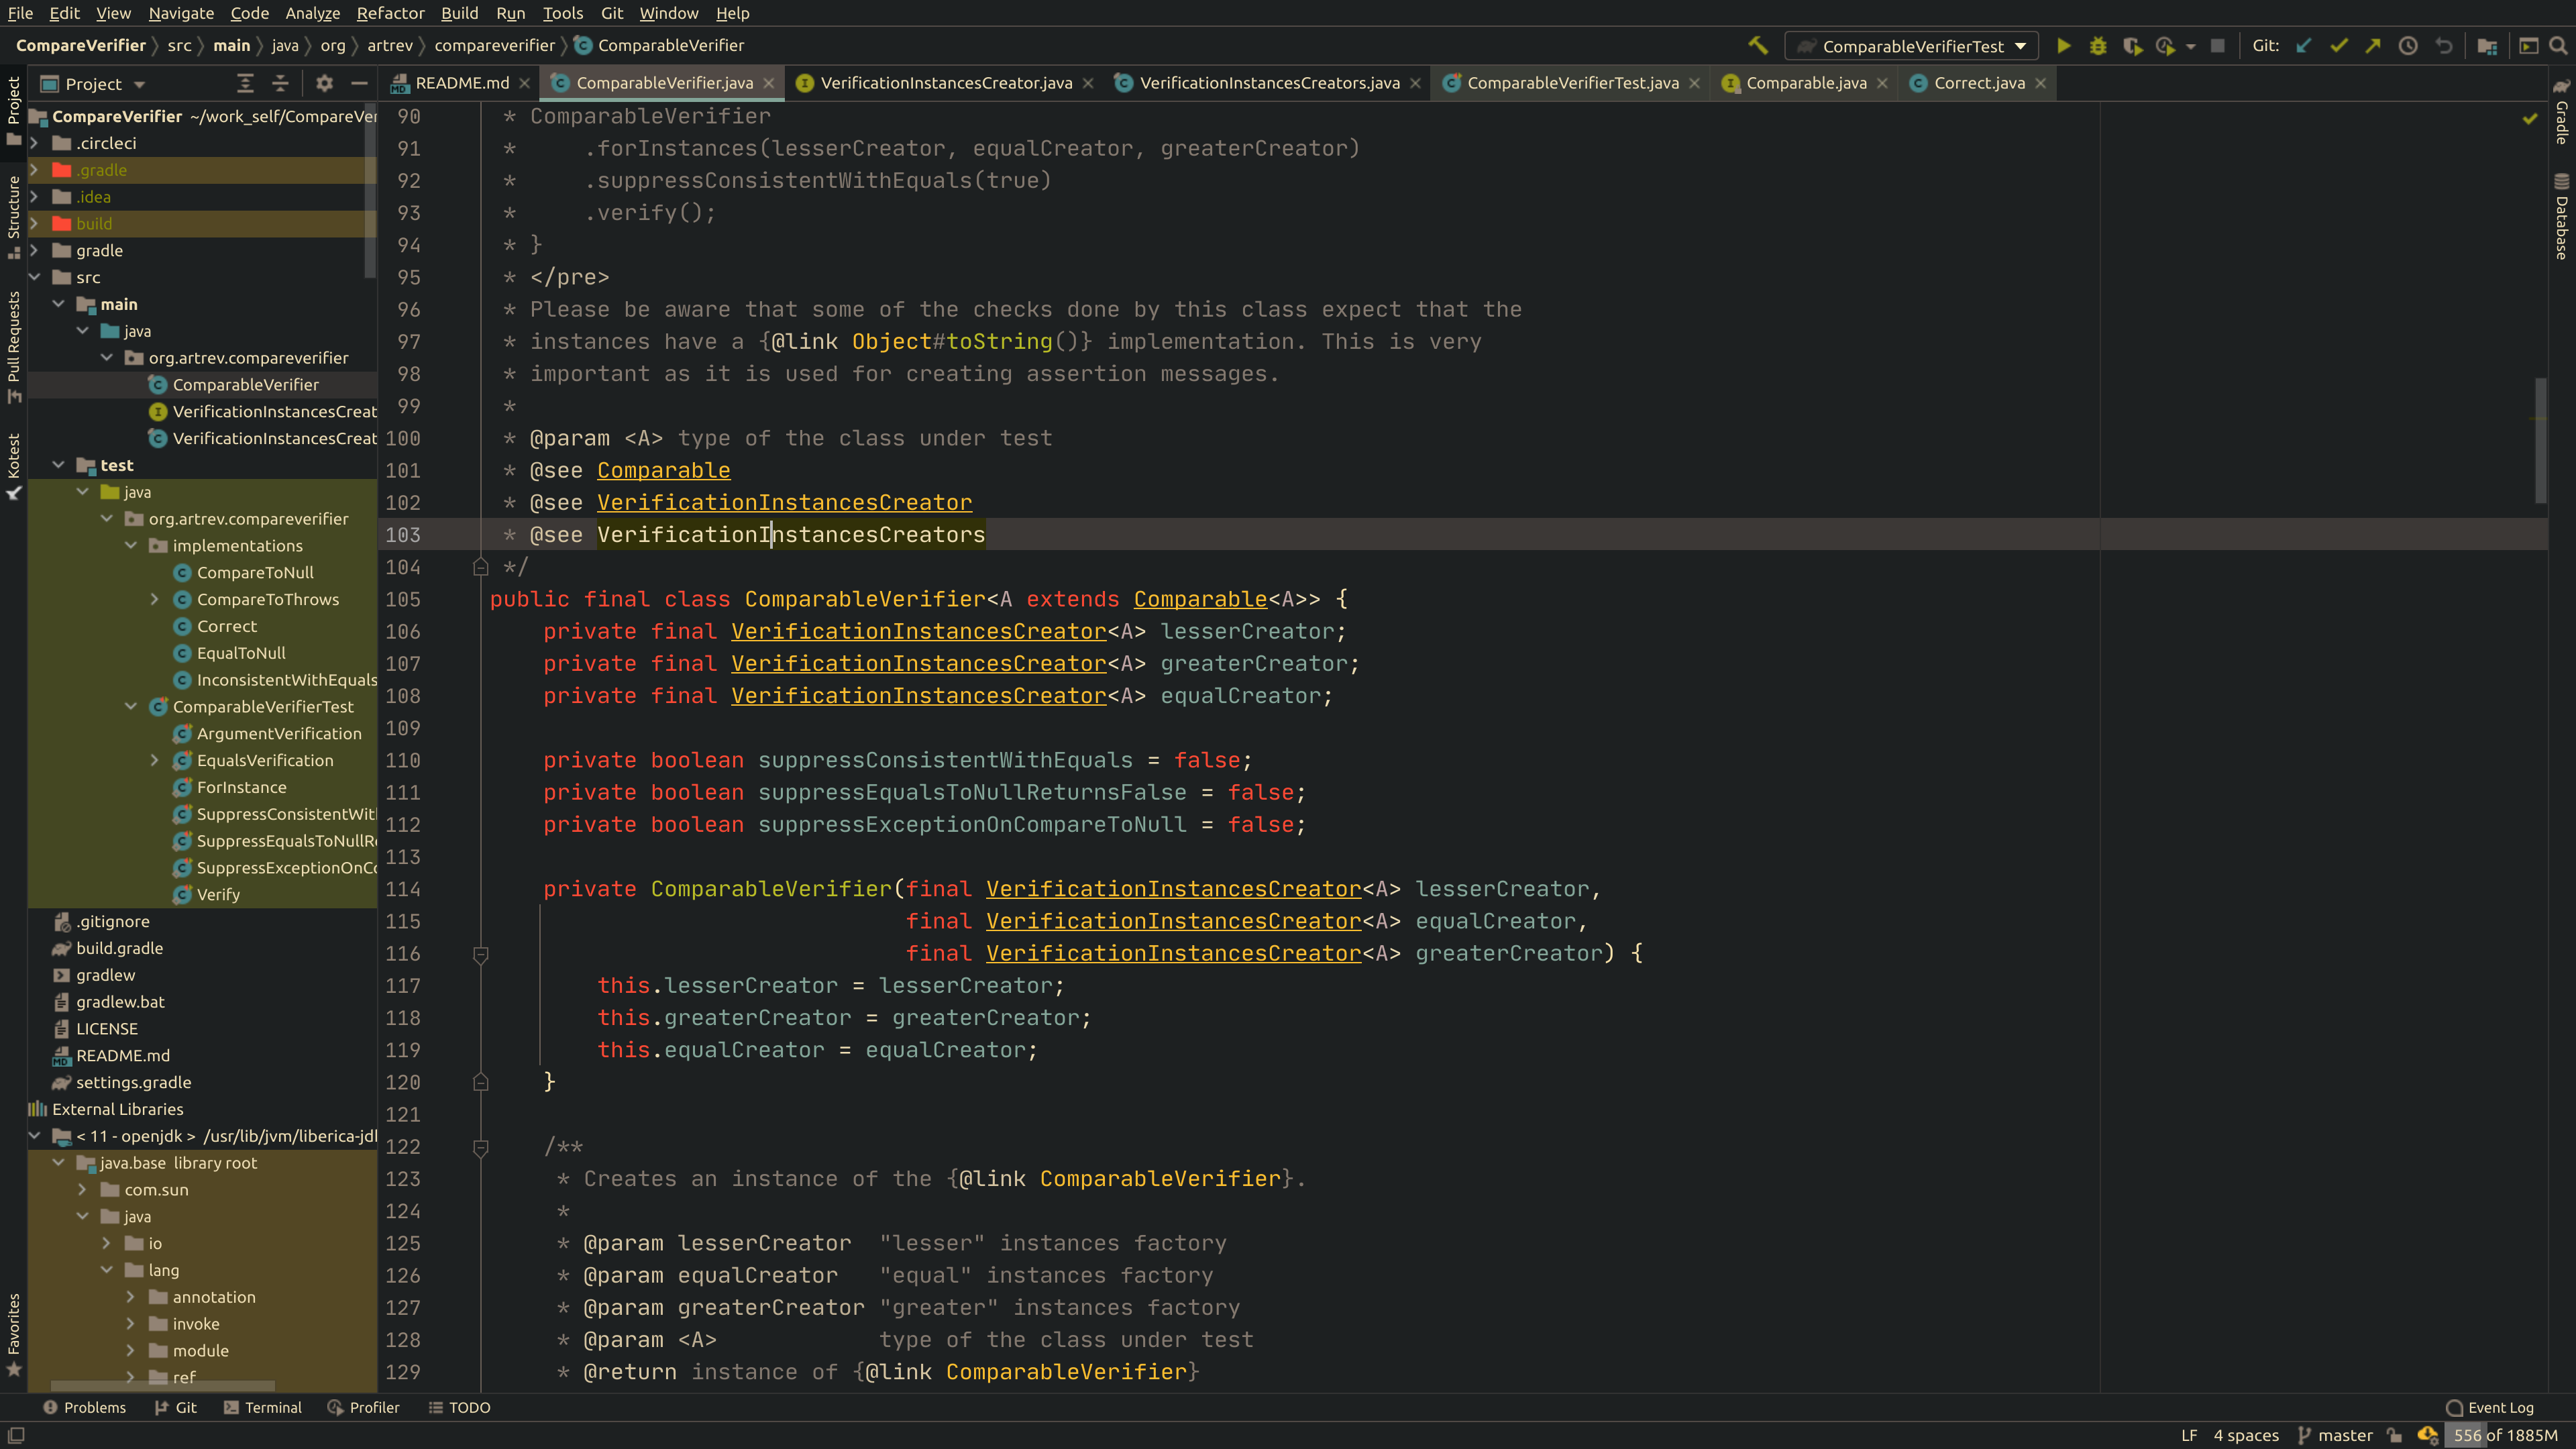 File Edit View Navigate Code Analyze Refactor Build Run Tools Git Window Help
CompareVerifier src main java org artrev compareverifier ComparableVerifier
ComparableVerifierTest
Git:
Project
README.md
ComparableVerifier.java
VerificationInstancesCreator.java
VerificationInstancesCreators.java
ComparableVerifierTest.java
Comparable.java
Correct.java
Project
Structure
Pull Requests
Kotest
Favorites
Gradle
Database
CompareVerifier ~/work_self/CompareVer
.circleci
.gradle
.idea
build
gradle
src
main
java
org.artrev.compareverifier
ComparableVerifier
VerificationInstancesCreat
VerificationInstancesCreat
test
java
org.artrev.compareverifier
implementations
CompareToNull
CompareToThrows
Correct
EqualToNull
InconsistentWithEquals
ComparableVerifierTest
ArgumentVerification
EqualsVerification
ForInstance
SuppressConsistentWit
SuppressEqualsToNullR
SuppressExceptionOnC
Verify
.gitignore
build.gradle
gradlew
gradlew.bat
LICENSE
README.md
settings.gradle
External Libraries
< 11 - openjdk > /usr/lib/jvm/liberica-jdk
java.base library root
com.sun
java
io
lang
annotation
invoke
module
ref
90 * ComparableVerifier
91 *     .forInstances(lesserCreator, equalCreator, greaterCreator)
92 *     .suppressConsistentWithEquals(true)
93 *     .verify();
94 * }
95 * </pre>
96 * Please be aware that some of the checks done by this class expect that the
97 * instances have a {@link Object#toString()} implementation. This is very
98 * important as it is used for creating assertion messages.
99 *
100 * @param <A> type of the class under test
101 * @see Comparable
102 * @see VerificationInstancesCreator
103 * @see VerificationInstancesCreators
104 */
105 public final class ComparableVerifier<A extends Comparable<A>> {
106     private final VerificationInstancesCreator<A> lesserCreator;
107     private final VerificationInstancesCreator<A> greaterCreator;
108     private final VerificationInstancesCreator<A> equalCreator;
109
110     private boolean suppressConsistentWithEquals = false;
111     private boolean suppressEqualsToNullReturnsFalse = false;
112     private boolean suppressExceptionOnCompareToNull = false;
113
114     private ComparableVerifier(final VerificationInstancesCreator<A> lesserCreator,
115                                final VerificationInstancesCreator<A> equalCreator,
116                                final VerificationInstancesCreator<A> greaterCreator) {
117         this.lesserCreator = lesserCreator;
118         this.greaterCreator = greaterCreator;
119         this.equalCreator = equalCreator;
120     }
121
122     /**
123      * Creates an instance of the {@link ComparableVerifier}.
124      *
125      * @param lesserCreator  "lesser" instances factory
126      * @param equalCreator   "equal" instances factory
127      * @param greaterCreator "greater" instances factory
128      * @param <A>            type of the class under test
129      * @return instance of {@link ComparableVerifier}
Problems Git Terminal Profiler TODO
Event Log
LF 4 spaces master 556 of 1885M